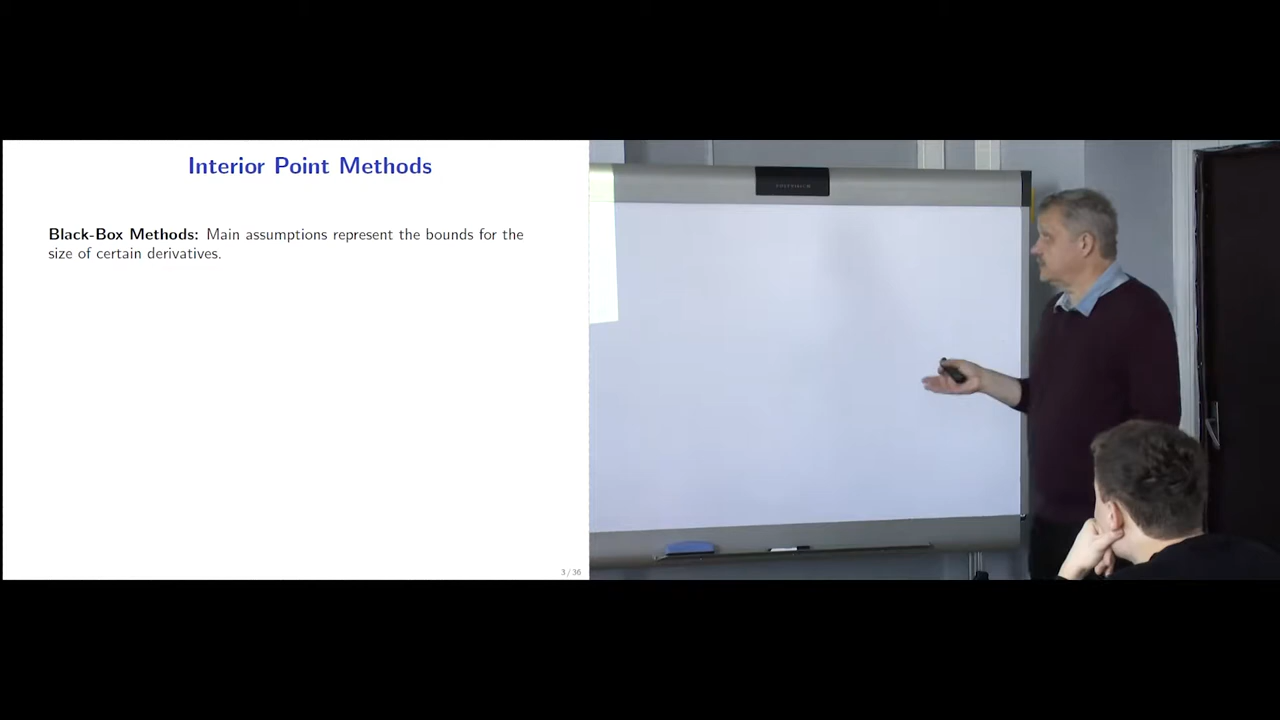 Interior Point Methods
Black-Box Methods: Main assumptions represent the bounds for the
size of certain derivatives.
3 / 36